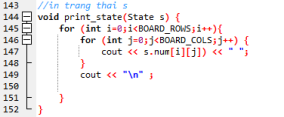 143 //in trang thai s
144 void print_state(State s) {
145 for (int i=0;i<BOARD_ROWS;i++){
146 for (int j=0;j<BOARD_COLS;j++) {
147 cout << s.num[i][j] << " ";
148 }
149 cout << "\n" ;
150
151 }
152 }